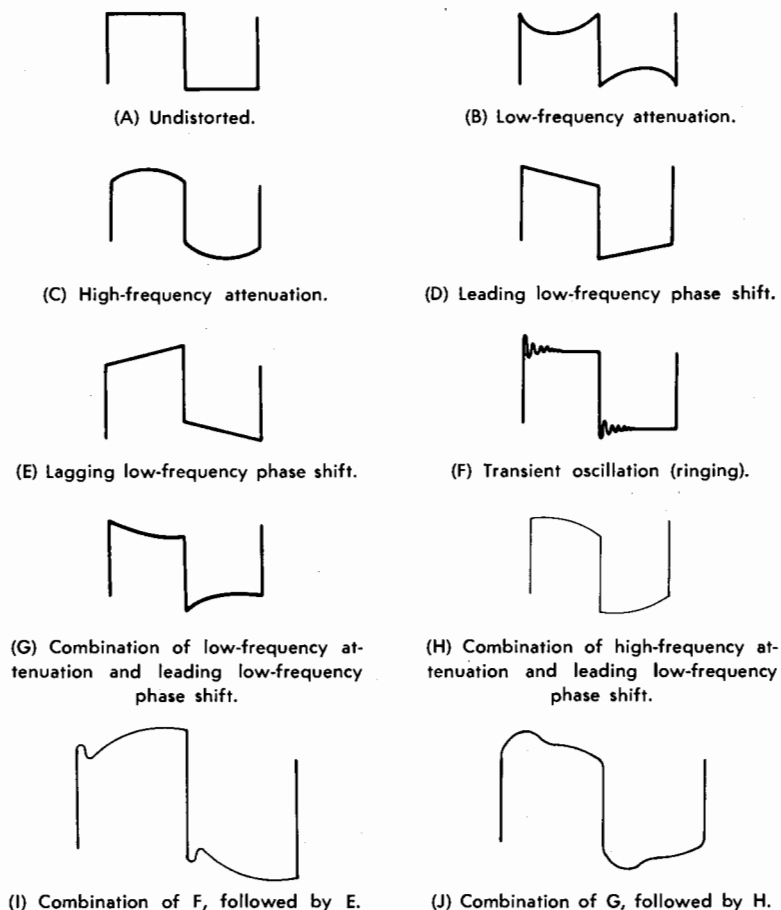 (A) Undistorted.
(B) Low-frequency attenuation.
(C) High-frequency attenuation.
(D) Leading low-frequency phase shift.
(E) Lagging low-frequency phase shift.
(F) Transient oscillation (ringing).
(G) Combination of low-frequency at-
tenuation and leading low-frequency
phase shift.
(H) Combination of high-frequency at-
tenuation and leading low-frequency
phase shift.
(I) Combination of F, followed by E.
(J) Combination of G, followed by H.